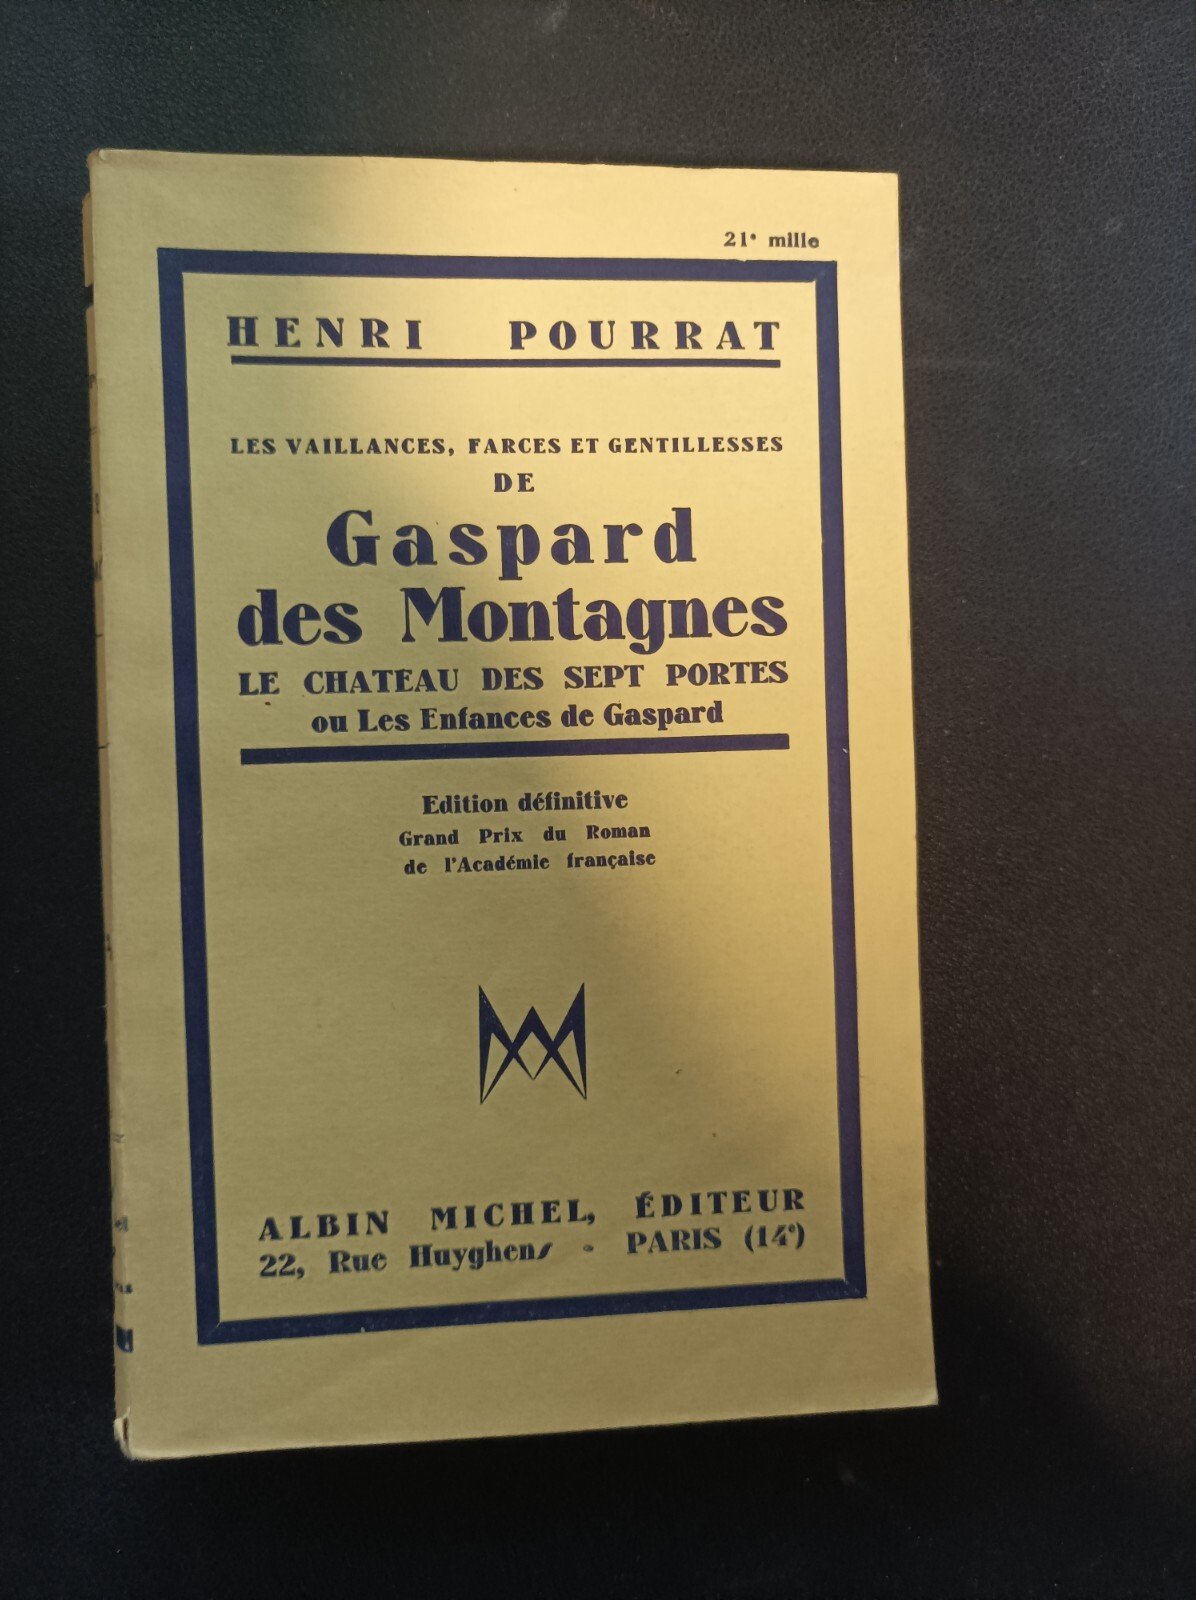 21e mille
HENRI POURRAT
LES VAILLANCES, FARCES ET GENTILLESSES
DE
Gaspard
des Montagnes
LE CHATEAU DES SEPT PORTES
ou Les Enfances de Gaspard
Edition définitive
Grand Prix du Roman
de l'Académie française
ALBIN MICHEL, ÉDITEUR
22, Rue Huyghens - PARIS (14e)